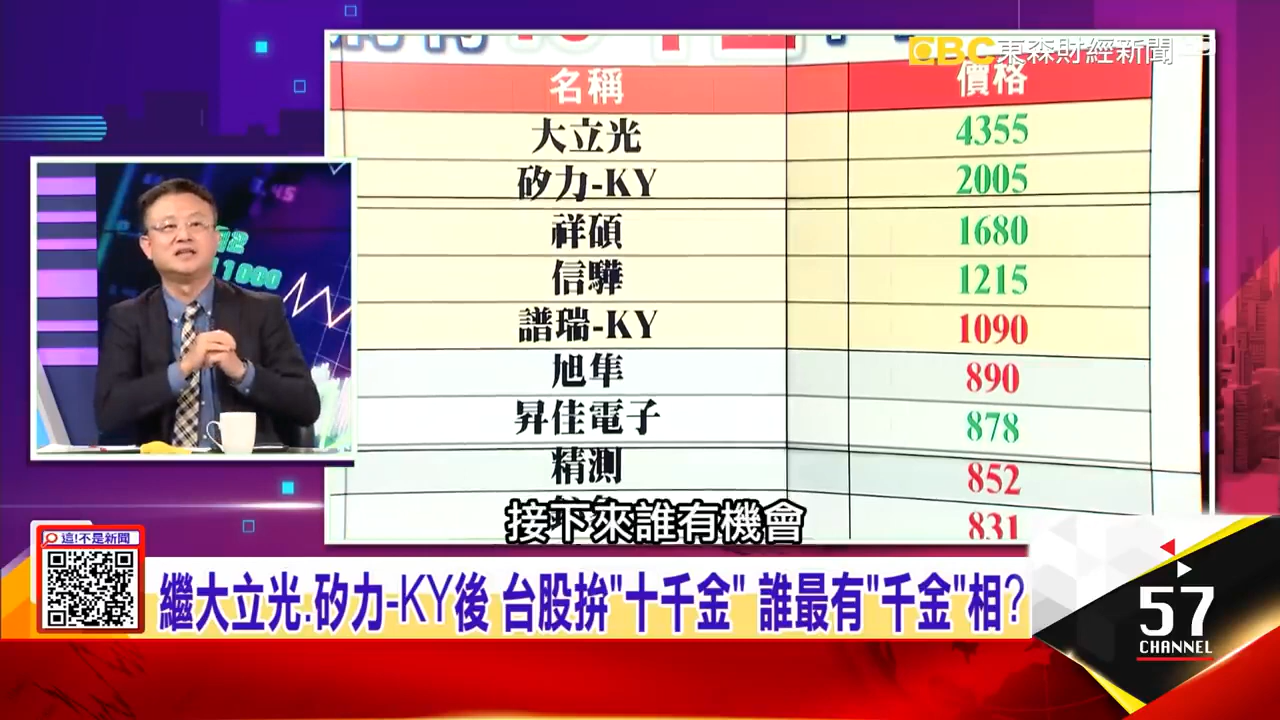 EBC 東森財經新聞
名稱 價格
大立光 4355
矽力-KY 2005
祥碩 1680
信驊 1215
譜瑞-KY 1090
旭隼 890
昇佳電子 878
精測 852
831
11000
接下來誰有機會
這!不是新聞
繼大立光.矽力-KY後 台股拚"十千金" 誰最有"千金"相?
57
CHANNEL